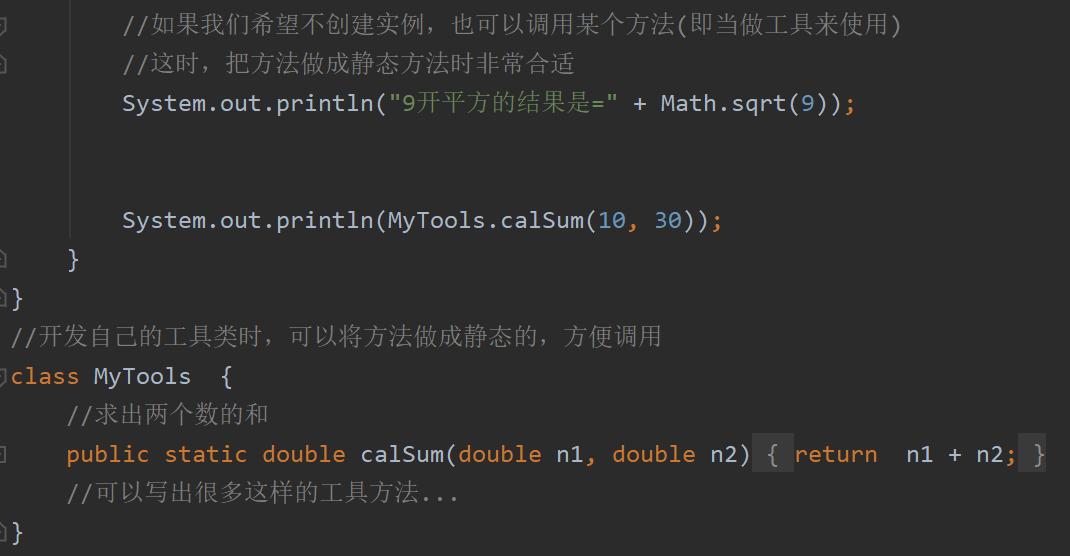 //如果我们希望不创建实例，也可以调用某个方法(即当做工具来使用)
//这时，把方法做成静态方法时非常合适
System.out.println("9开平方的结果是=" + Math.sqrt(9));
System.out.println(MyTools.calSum(10, 30));
}
}
//开发自己的工具类时，可以将方法做成静态的，方便调用
class MyTools  {
//求出两个数的和
public static double calSum(double n1, double n2) { return  n1 + n2; }
//可以写出很多这样的工具方法...
}